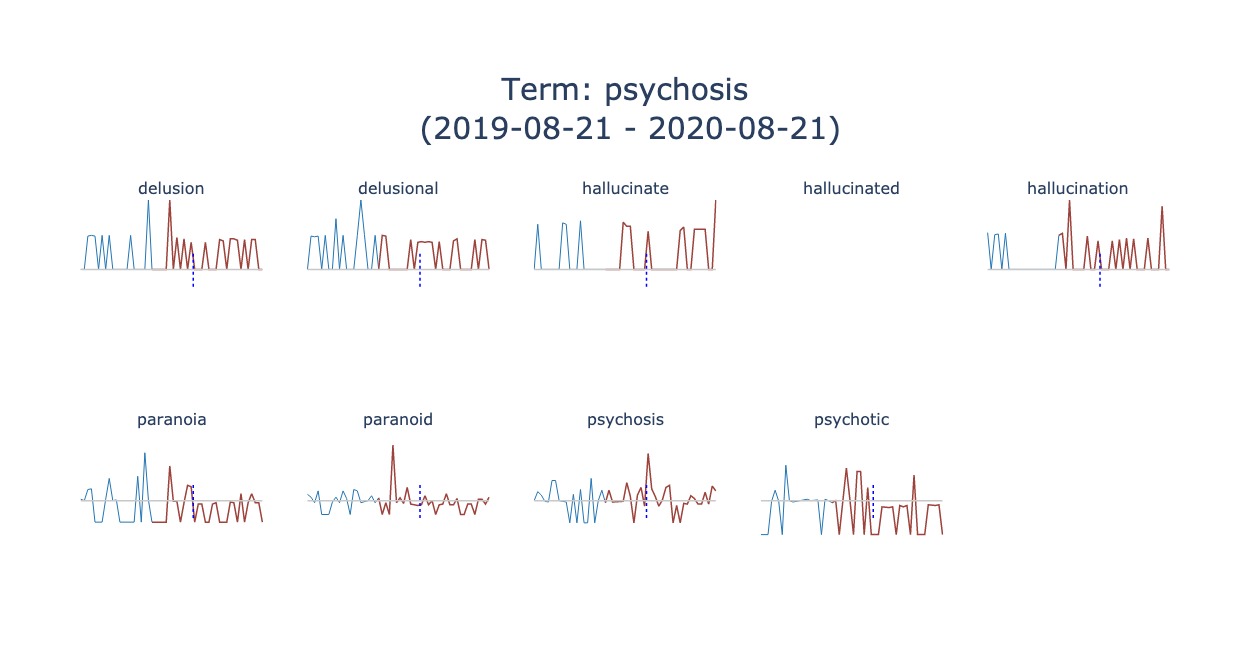 Term: psychosis
(2019-08-21 - 2020-08-21)
delusion
delusional
hallucinate
hallucinated
hallucination
paranoia
paranoid
psychosis
psychotic